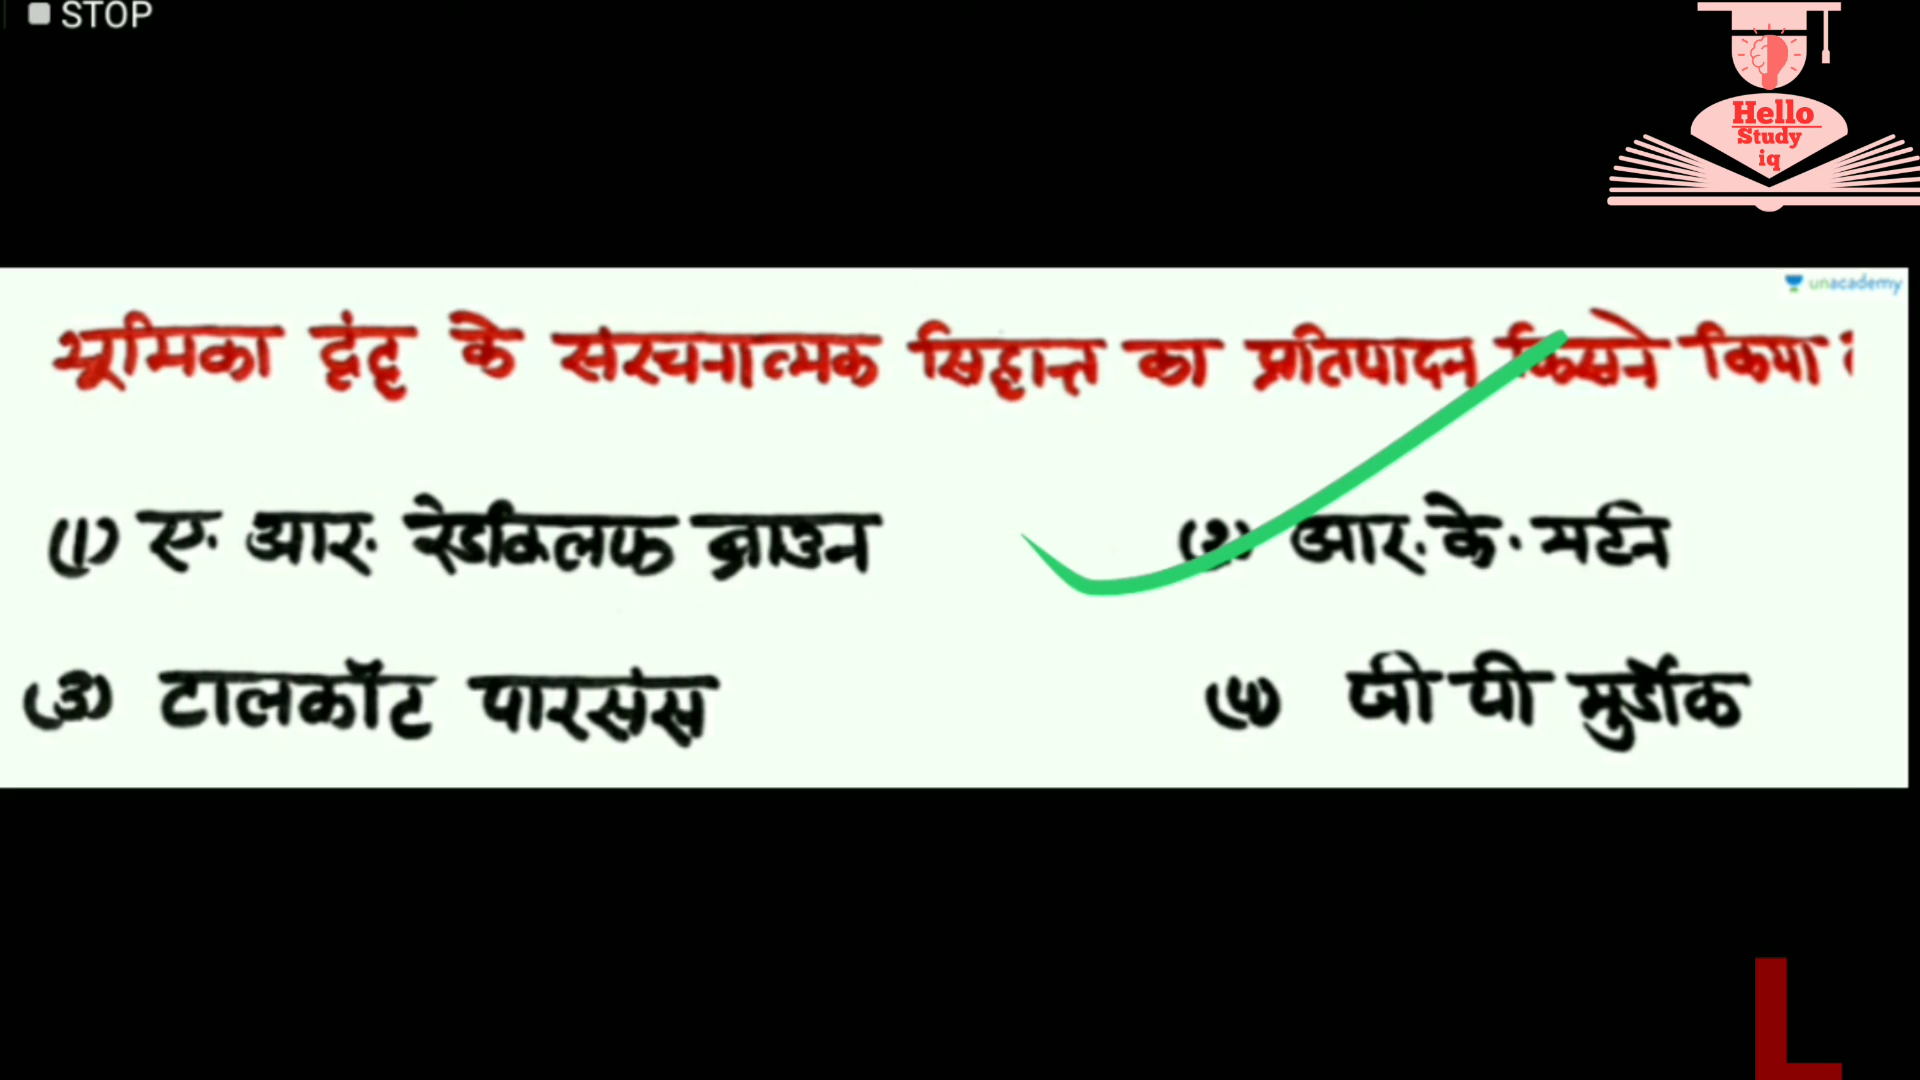 STOP
Hello
Study
iq
unacademy
भूमिका द्वंद्व के संरचनात्मक सिद्धान्त का प्रतिपादन किसने किया
(1) ए. आर. रेडक्लिफ ब्राउन
(2) आर. के. मर्टन
(3) टालकॉट पारसंस
(4) जी पी मुर्डॉक
L